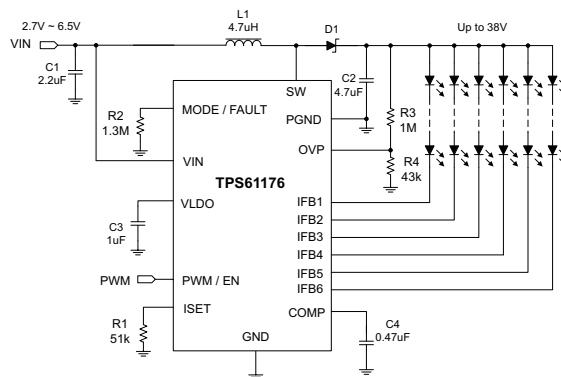 L1
4.7uH
D1
2.7V ~ 6.5V
VIN
Up to 38V
C1
2.2uF
C2
4.7uF
SW
R2
1.3M
MODE / FAULT
PGND
R3
1M
OVP
R4
43k
VIN
TPS61176
VLDO
C3
1uF
IFB1
IFB2
IFB3
IFB4
IFB5
IFB6
PWM
PWM / EN
ISET
R1
51k
COMP
C4
0.47uF
GND